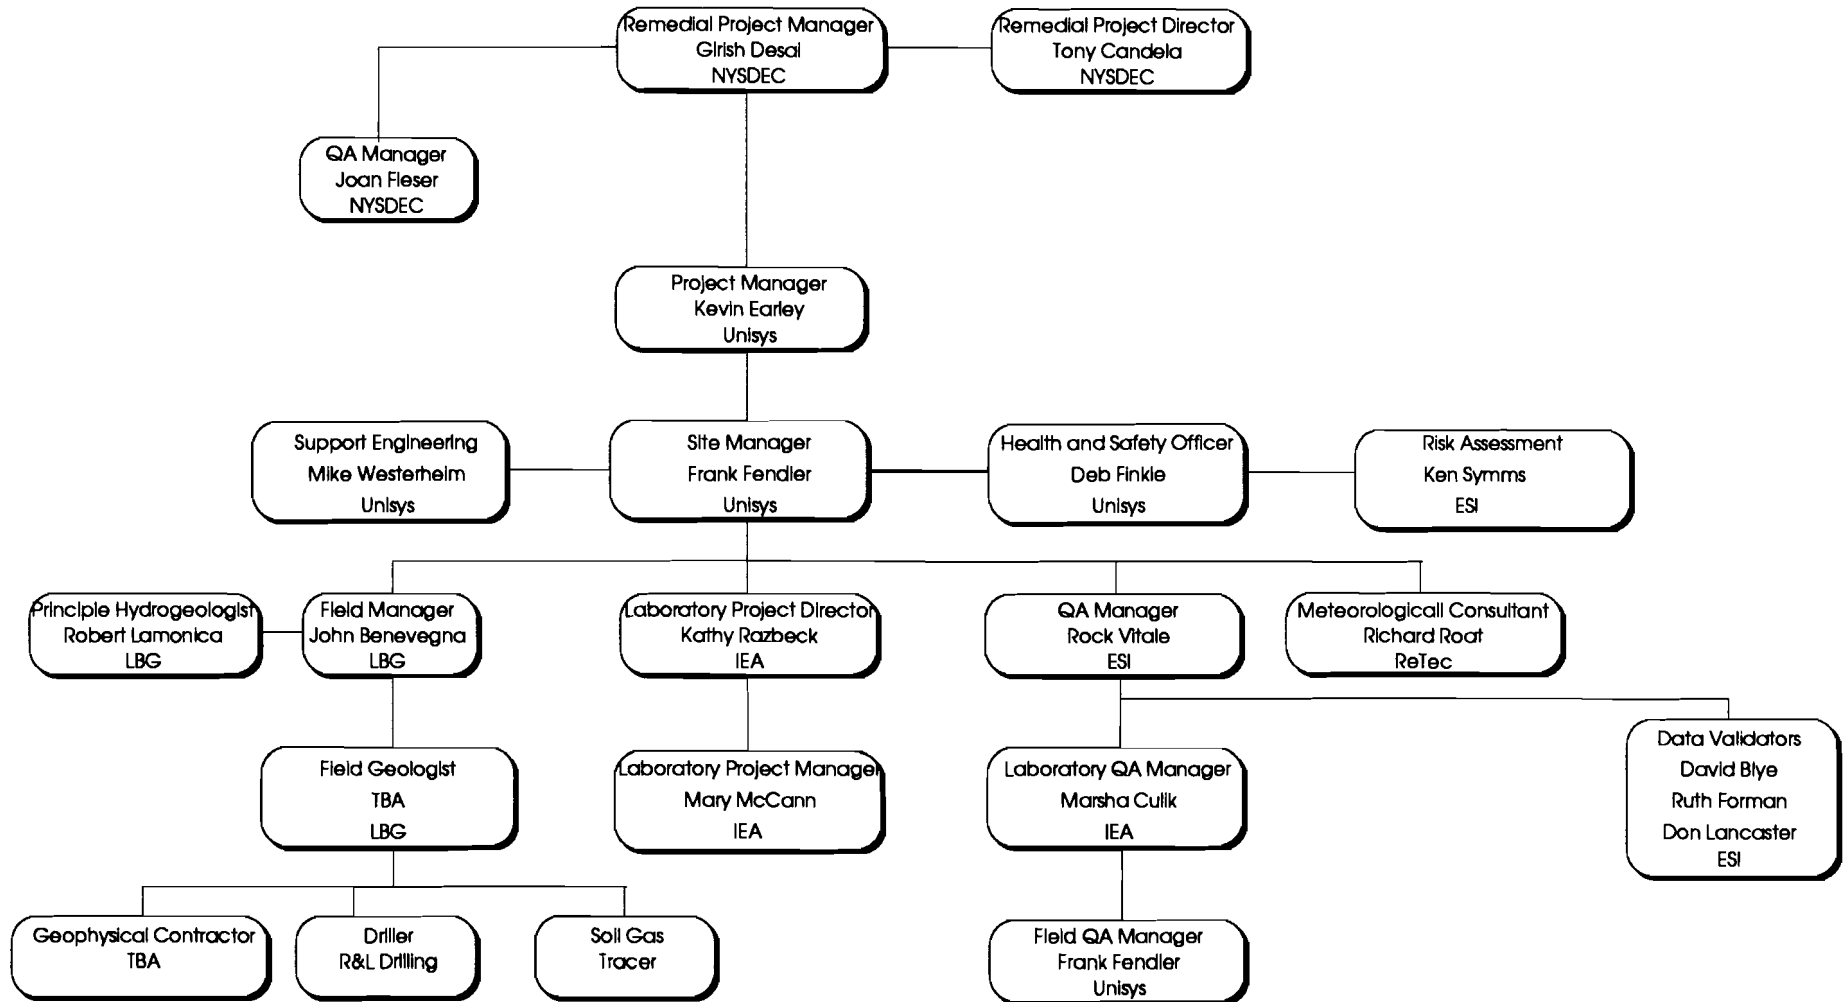 Remedial Project Manager
Girish Desai
NYSDEC
Remedial Project Director
Tony Candela
NYSDEC
QA Manager
Joan Fleser
NYSDEC
Project Manager
Kevin Earley
Unisys
Support Engineering
Mike Westerheim
Unisys
Site Manager
Frank Fendler
Unisys
Health and Safety Officer
Deb Finkle
Unisys
Risk Assessment
Ken Symms
ESI
Principle Hydrogeologist
Robert Lamonica
LBG
Field Manager
John Benevegna
LBG
Laboratory Project Director
Kathy Razbeck
IEA
QA Manager
Rock Vitale
ESI
Meteorologicall Consultant
Richard Roat
ReTec
Field Geologist
TBA
LBG
Laboratory Project Manager
Mary McCann
IEA
Laboratory QA Manager
Marsha Culik
IEA
Data Validators
David Blye
Ruth Forman
Don Lancaster
ESI
Geophysical Contractor
TBA
Driller
R&L Drilling
Soil Gas
Tracer
Field QA Manager
Frank Fendler
Unisys